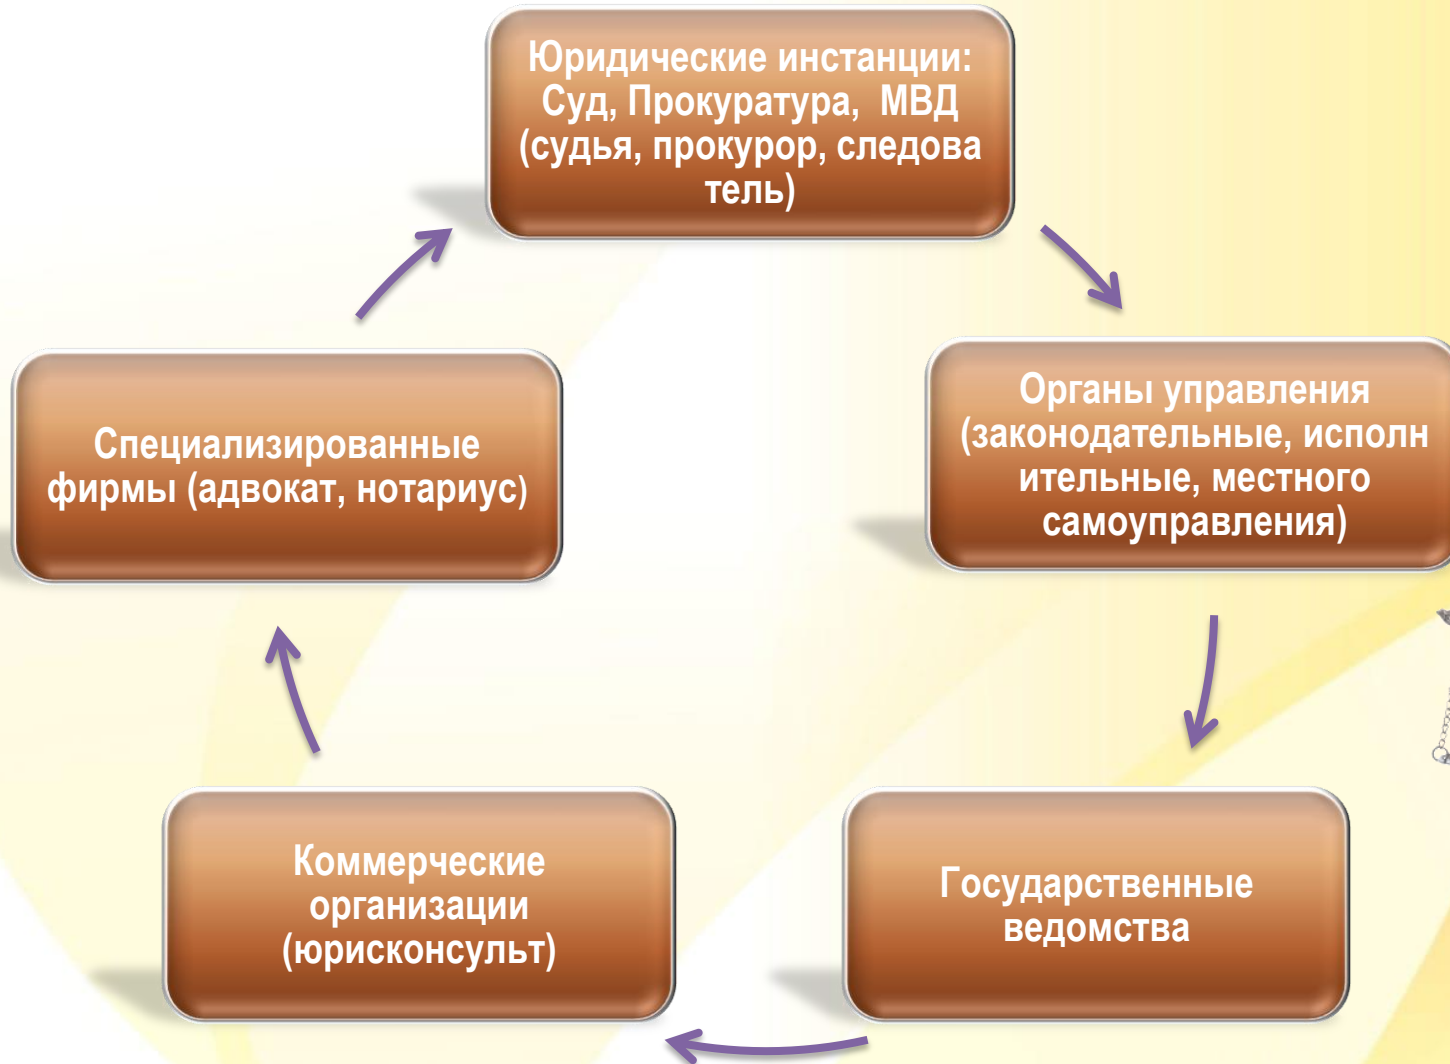 Юридические инстанции:
Суд, Прокуратура,  МВД
(судья, прокурор, следова
тель)
Органы управления
(законодательные, исполн
ительные, местного
самоуправления)
Государственные
ведомства
Коммерческие
организации
(юрисконсульт)
Специализированные
фирмы (адвокат, нотариус)